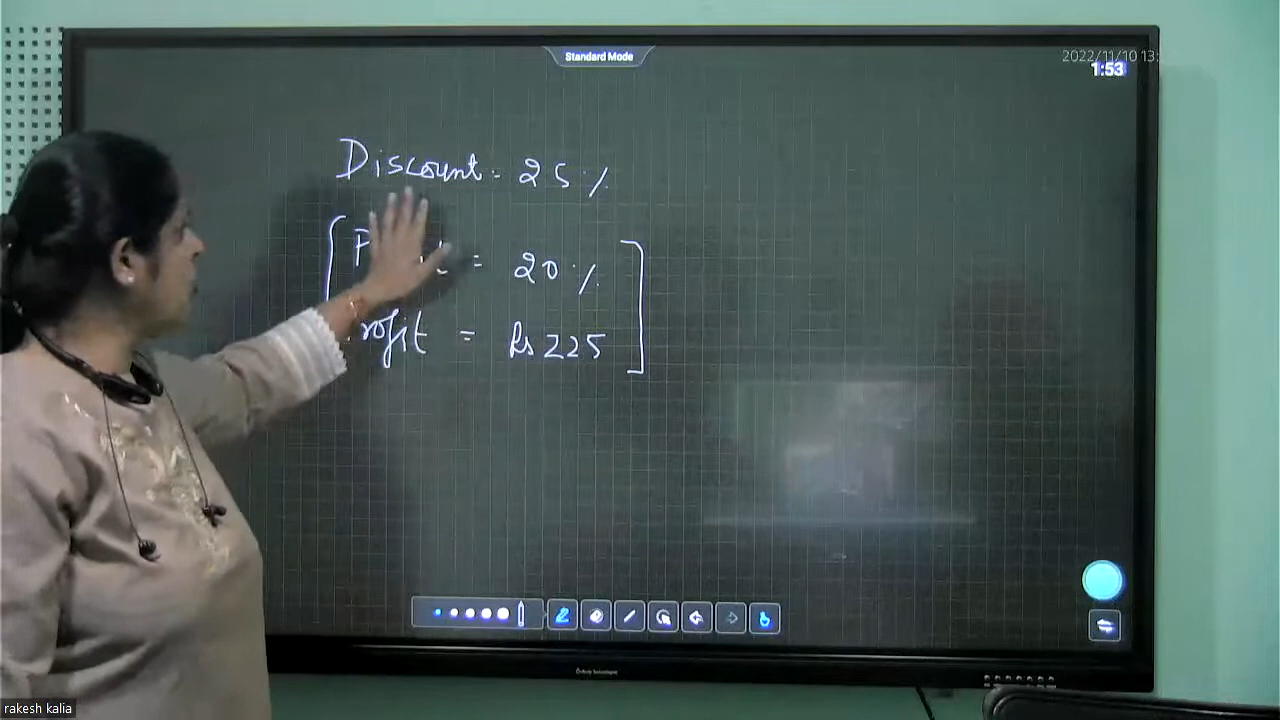 Standard Mode
2022/11/10 13:
1:53
Discount = 25 %
= 20 %
rofit = Rs 225
rakesh kalia